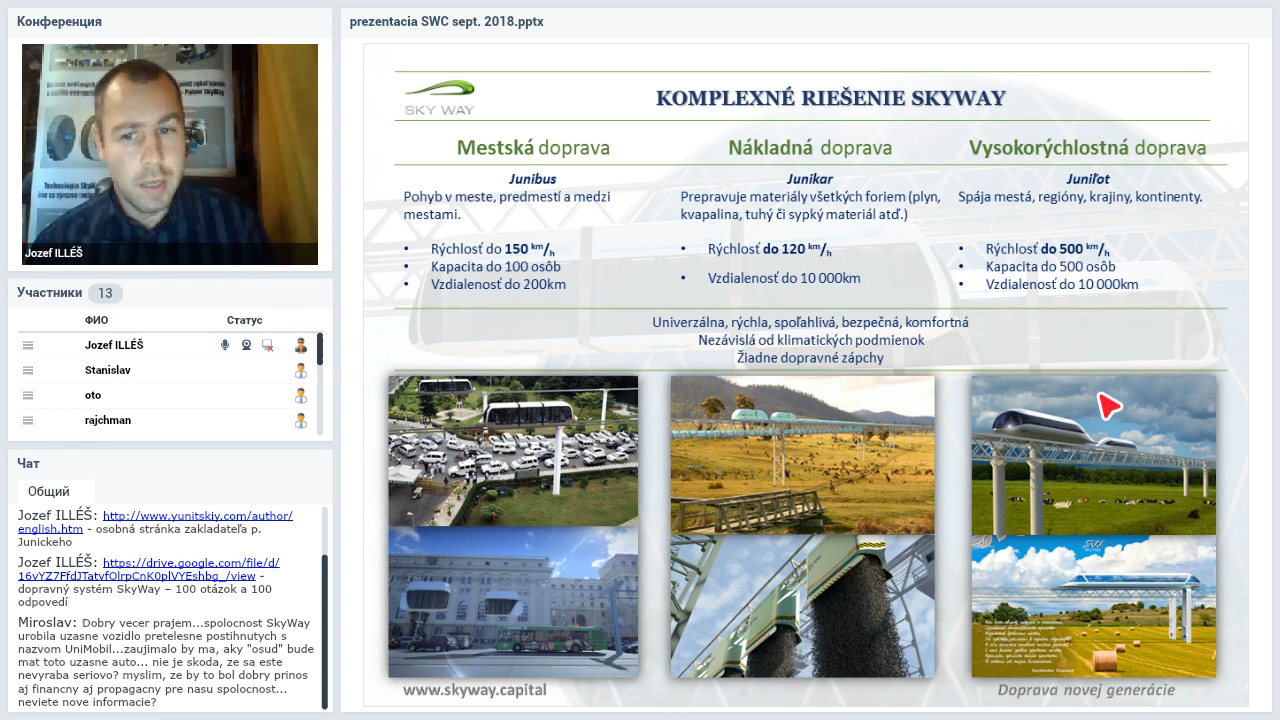 Конференция
Jozef ILLÉŠ
Участники 13
ФИО Статус
Jozef ILLÉŠ
Stanislav
oto
rajchman
Чат
Общий
Jozef ILLÉŠ: http://www.yunitskiy.com/author/
english.htm - osobná stránka zakladateľa p.
Junickeho
Jozef ILLÉŠ: https://drive.google.com/file/d/
16vYZ7FfdJTatvfOlrpCnK0plVYEshbg_/view -
dopravný systém SkyWay – 100 otázok a 100
odpovedí
Miroslav: Dobry vecer prajem...spolocnost SkyWay
urobila uzasne vozidlo pretelesne postihnutych s
nazvom UniMobil...zaujimalo by ma, aky "osud" bude
mat toto uzasne auto... nie je skoda, ze sa este
nevyraba seriovo? myslim, ze by to bol dobry prinos
aj financny aj propagacny pre nasu spolocnost...
neviete nove informacie?
prezentacia SWC sept. 2018.pptx
SKY WAY
KOMPLEXNÉ RIEŠENIE SKYWAY
Mestská doprava
Junibus
Pohyb v meste, predmestí a medzi
mestami.
• Rýchlosť do 150 km/h
• Kapacita do 100 osôb
• Vzdialenosť do 200km
Nákladná doprava
Junikar
Prepravuje materiály všetkých foriem (plyn,
kvapalina, tuhý či sypký materiál atď.)
• Rýchlosť do 120 km/h
• Vzdialenosť do 10 000km
Vysokorýchlostná doprava
Juniľot
Spája mestá, regióny, krajiny, kontinenty.
• Rýchlosť do 500 km/h
• Kapacita do 500 osôb
• Vzdialenosť do 10 000km
Univerzálna, rýchla, spoľahlivá, bezpečná, komfortná
Nezávislá od klimatických podmienok
Žiadne dopravné zápchy
www.skyway.capital
Doprava novej generácie